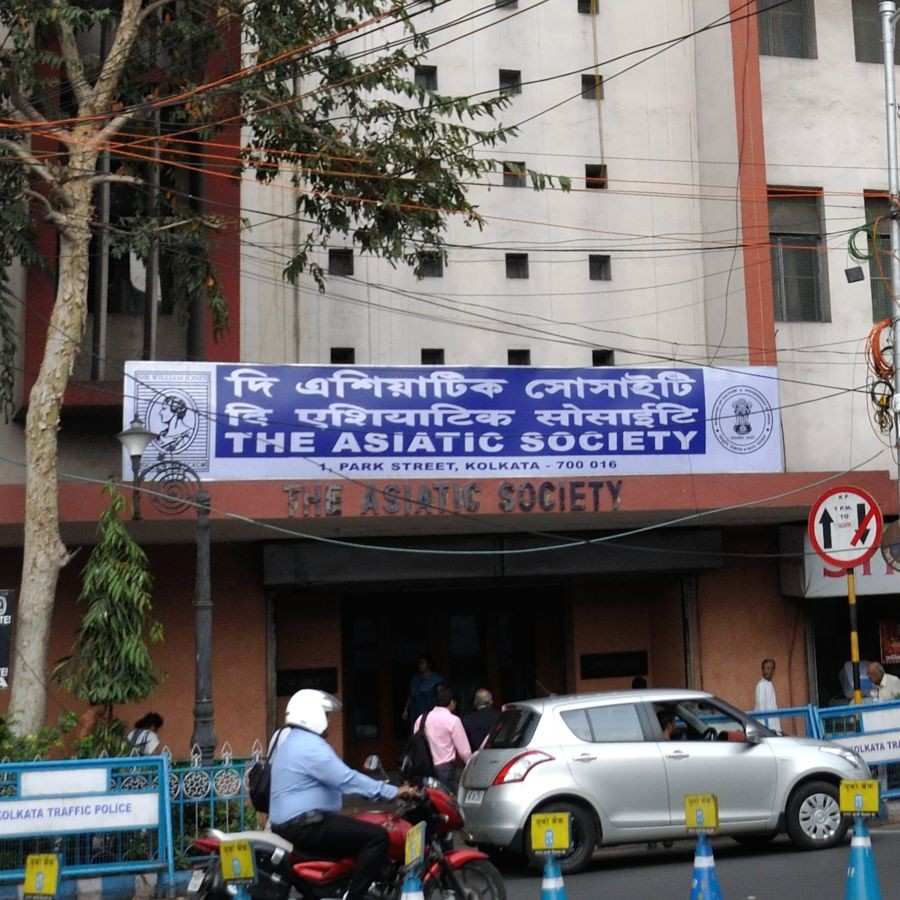 দি এশিয়াটিক সোসাইটি
दि एशियाटिक सोसाईटि
THE ASIATIC SOCIETY
1, PARK STREET, KOLKATA - 700 016
THE ASIATIC SOCIETY
KOLKATA TRAFFIC POLICE
KOLKATA TRA